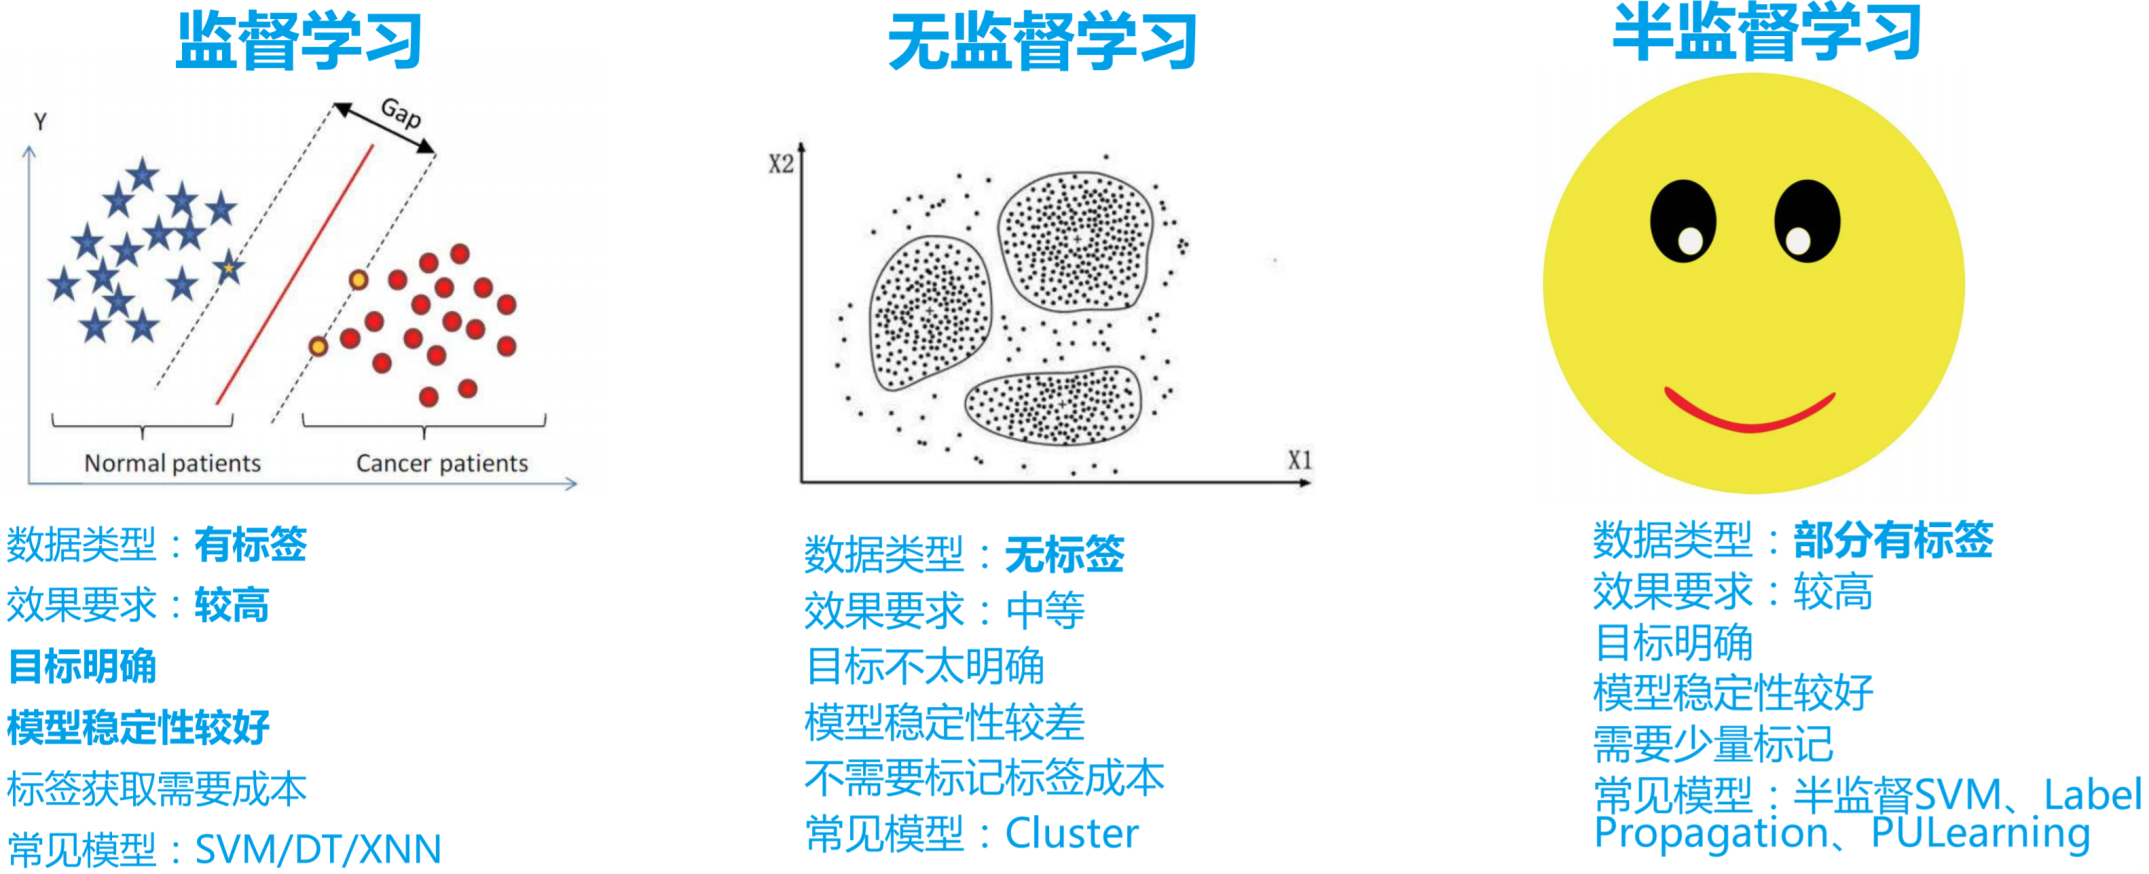 监督学习
Y
Gap
Normal patients
Cancer patients
数据类型：有标签
效果要求：较高
目标明确
模型稳定性较好
标签获取需要成本
常见模型：SVM/DT/XNN
无监督学习
X2
X1
数据类型：无标签
效果要求：中等
目标不太明确
模型稳定性较差
不需要标记标签成本
常见模型：Cluster
半监督学习
数据类型：部分有标签
效果要求：较高
目标明确
模型稳定性较好
需要少量标记
常见模型：半监督SVM、Label
Propagation、PULearning